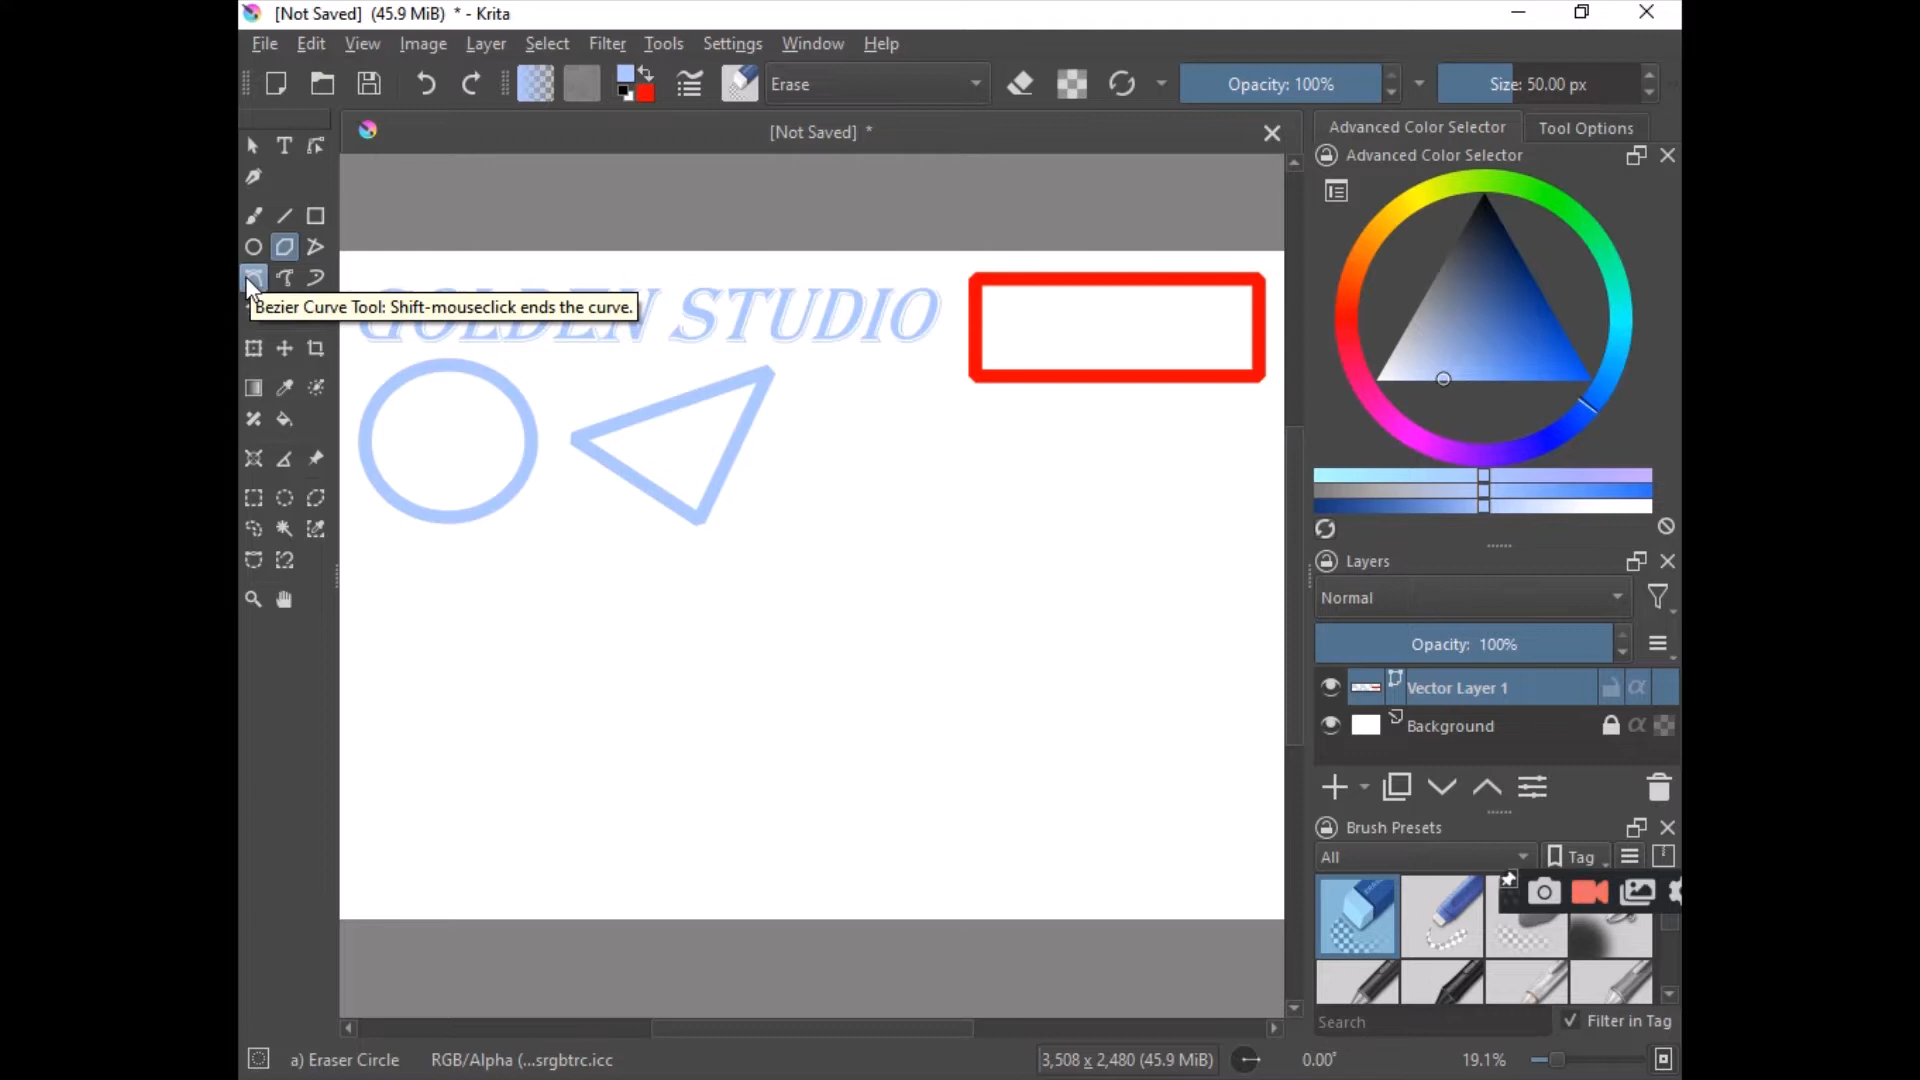 [Not Saved] (45.9 MiB) * - Krita
File Edit View Image Layer Select Filter Tools Settings Window Help
Erase
Opacity: 100%
Size: 50.00 px
[Not Saved] *
Advanced Color Selector
Tool Options
Advanced Color Selector
Bezier Curve Tool: Shift-mouseclick ends the curve.
GOLDEN STUDIO
Layers
Normal
Opacity: 100%
Vector Layer 1
Background
Brush Presets
All
Tag
Search
Filter in Tag
a) Eraser Circle
RGB/Alpha (...srgbtrc.icc
3,508 x 2,480 (45.9 MiB)
0.00°
19.1%